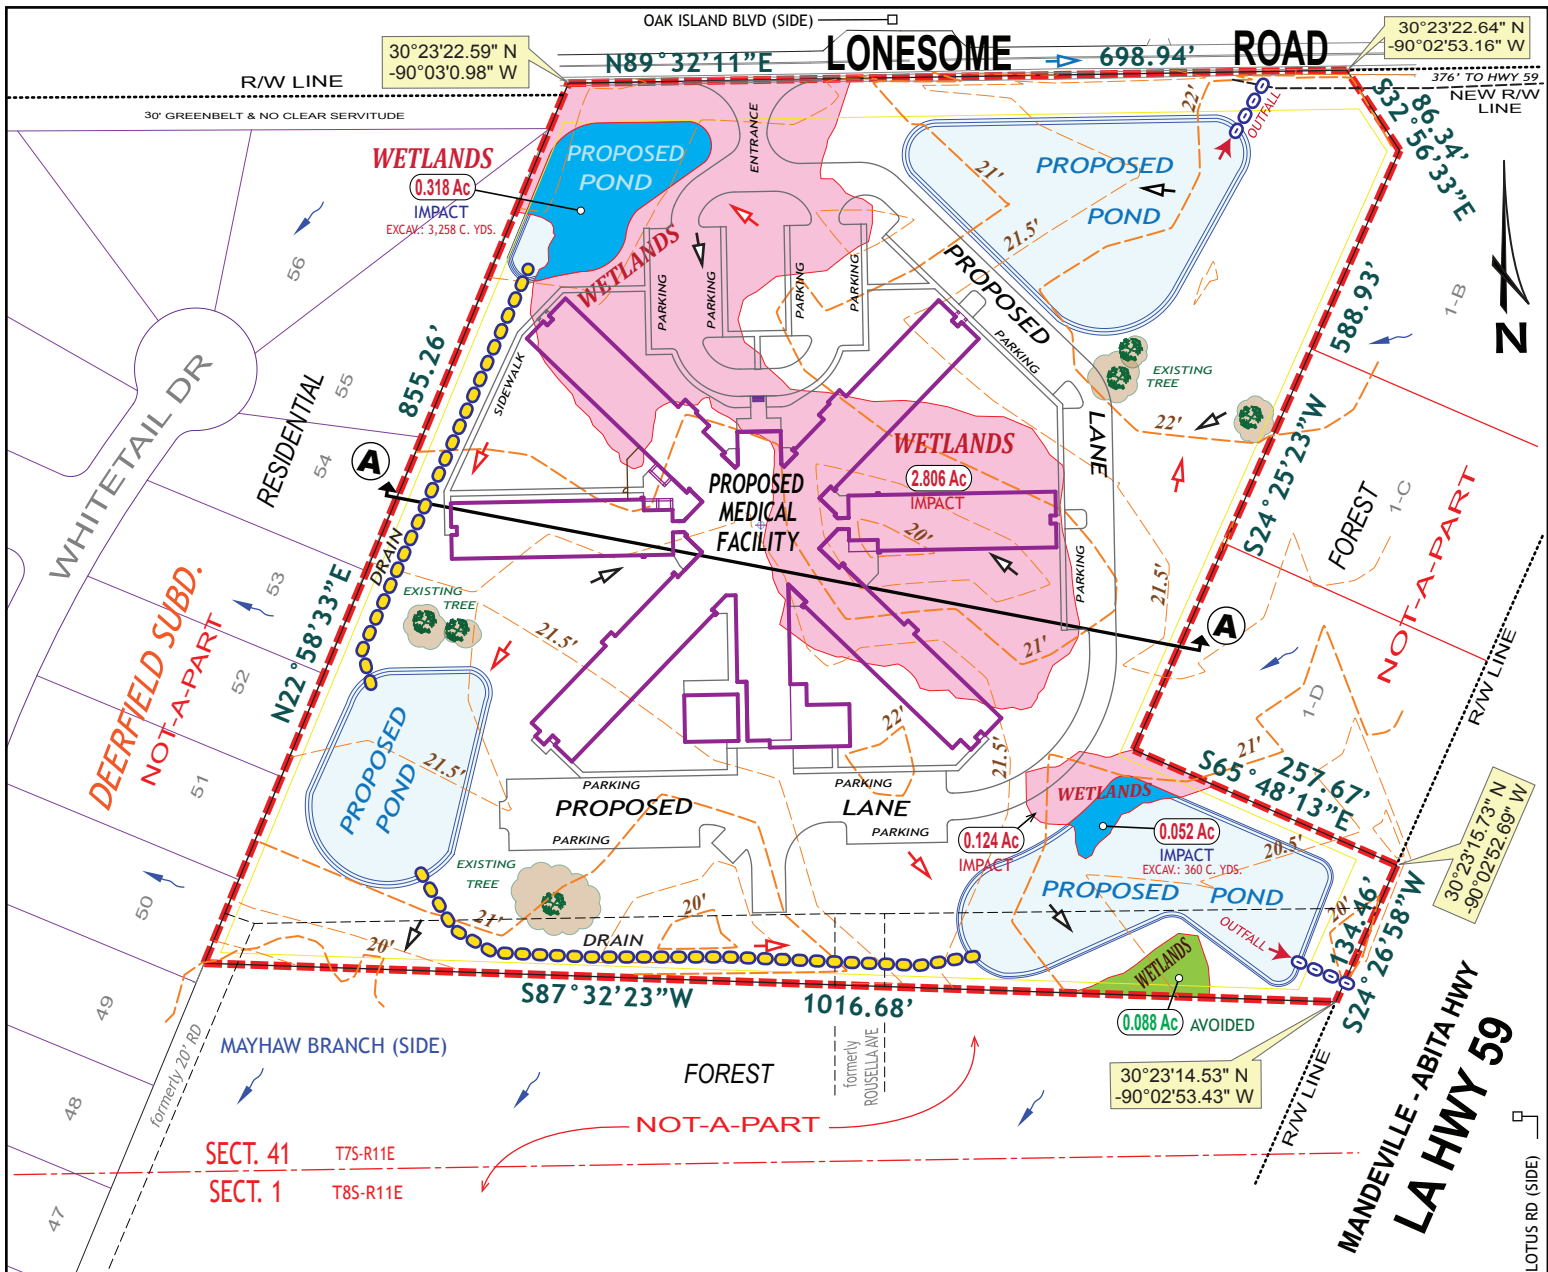 OAK ISLAND BLVD (SIDE)
30°23'22.59" N
-90°03'0.98" W
N89°32’11”E
LONESOME
698.94’
ROAD
30°23'22.64" N
-90°02'53.16" W
R/W LINE
376' TO HWY 59
NEW R/W
LINE
30' GREENBELT & NO CLEAR SERVITUDE
86.34’
S32°56’33”E
WETLANDS
0.318 Ac
IMPACT
EXCAV.: 3,258 C. YDS.
PROPOSED
POND
ENTRANCE
22'
OUTFALL
PROPOSED
POND
21'
21.5'
WETLANDS
PARKING
PARKING
PARKING
PARKING
PROPOSED
PARKING
LANE
56
1-B
N
588.93’
855.26’
SIDEWALK
EXISTING
TREE
22'
WHITETAIL DR
55
RESIDENTIAL
54
A
WETLANDS
2.806 Ac
IMPACT
PROPOSED
MEDICAL
FACILITY
20'
S24°25’23”W
FOREST
1-C
NOT-A-PART
DRAIN
53
DEERFIELD SUBD.
NOT-A-PART
N22°58’33”E
EXISTING
TREE
21.5'
PARKING
21.5'
21'
A
52
1-D
R/W LINE
PROPOSED
POND
21.5'
22'
21.5'
21'
S65°48’13”E
257.67’
51
PARKING
PARKING
PROPOSED
LANE
PARKING
PARKING
WETLANDS
0.124 Ac
IMPACT
0.052 Ac
IMPACT
EXCAV.: 360 C. YDS.
20.5'
30°23'15.73" N
-90°02'52.69" W
EXISTING
TREE
PROPOSED POND
50
21'
20'
20'
20'
DRAIN
OUTFALL
134.46’
S24°26’58”W
WETLANDS
S87°32’23”W
1016.68’
0.088 Ac
AVOIDED
49
formerly 20' RD
MAYHAW BRANCH (SIDE)
formerly
ROUSELLA AVE
FOREST
30°23'14.53" N
-90°02'53.43" W
R/W LINE
MANDEVILLE - ABITA HWY
LA HWY 59
48
NOT-A-PART
SECT. 41
T7S-R11E
SECT. 1
T8S-R11E
47
LOTUS RD (SIDE)